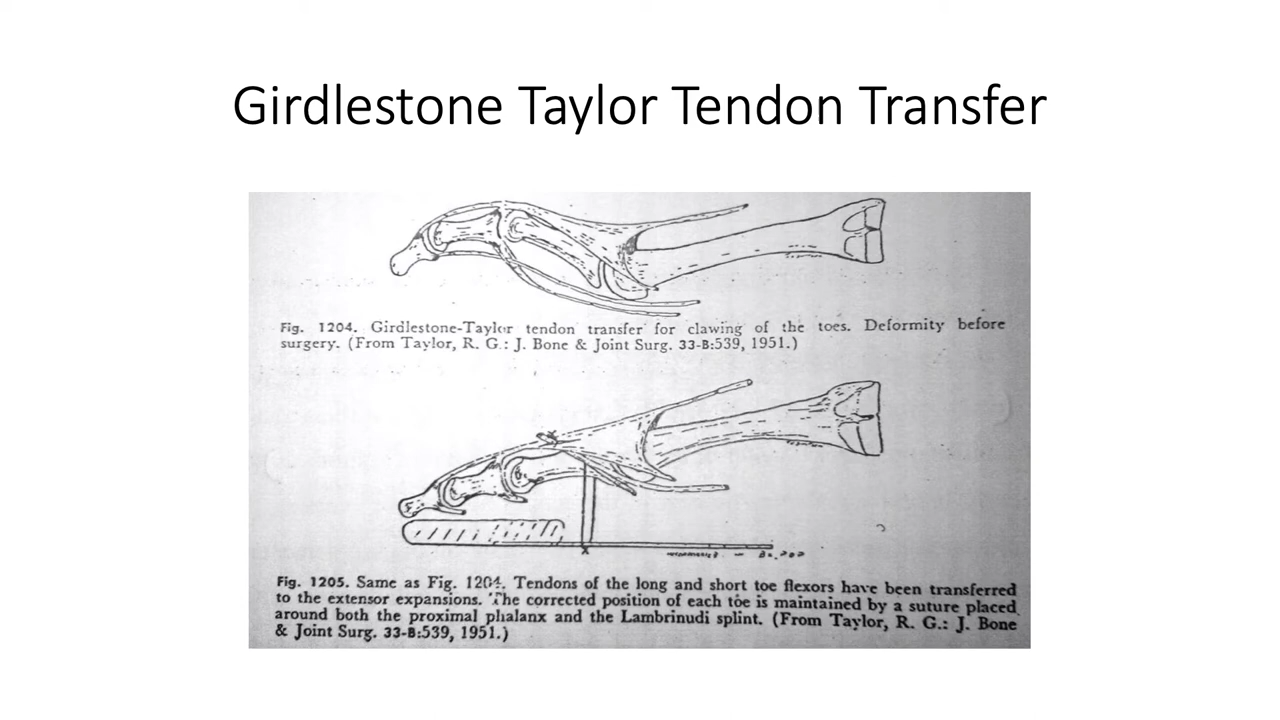 Girdlestone Taylor Tendon Transfer
Fig. 1204. Girdlestone-Taylor tendon transfer for clawing of the toes. Deformity before
surgery. (From Taylor, R. G.: J. Bone & Joint Surg. 33-B:539, 1951.)
x
Fig. 1205. Same as Fig. 1204. Tendons of the long and short toe flexors have been transferred
to the extensor expansions. The corrected position of each toe is maintained by a suture placed
around both the proximal phalanx and the Lambrinudi splint. (From Taylor, R. G.: J. Bone
& Joint Surg. 33-B:539, 1951.)